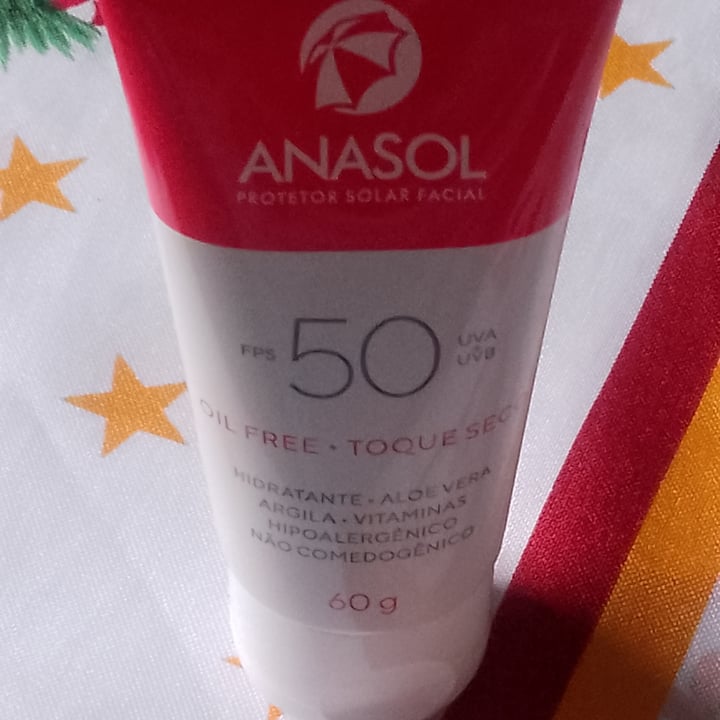 ANASOL
PROTETOR SOLAR FACIAL
FPS 50 UVA UVB
OIL FREE • TOQUE SECO
HIDRATANTE • ALOE VERA
ARGILA • VITAMINAS
HIPOALERGÊNICO
NÃO COMEDOGÊNICO
60 g